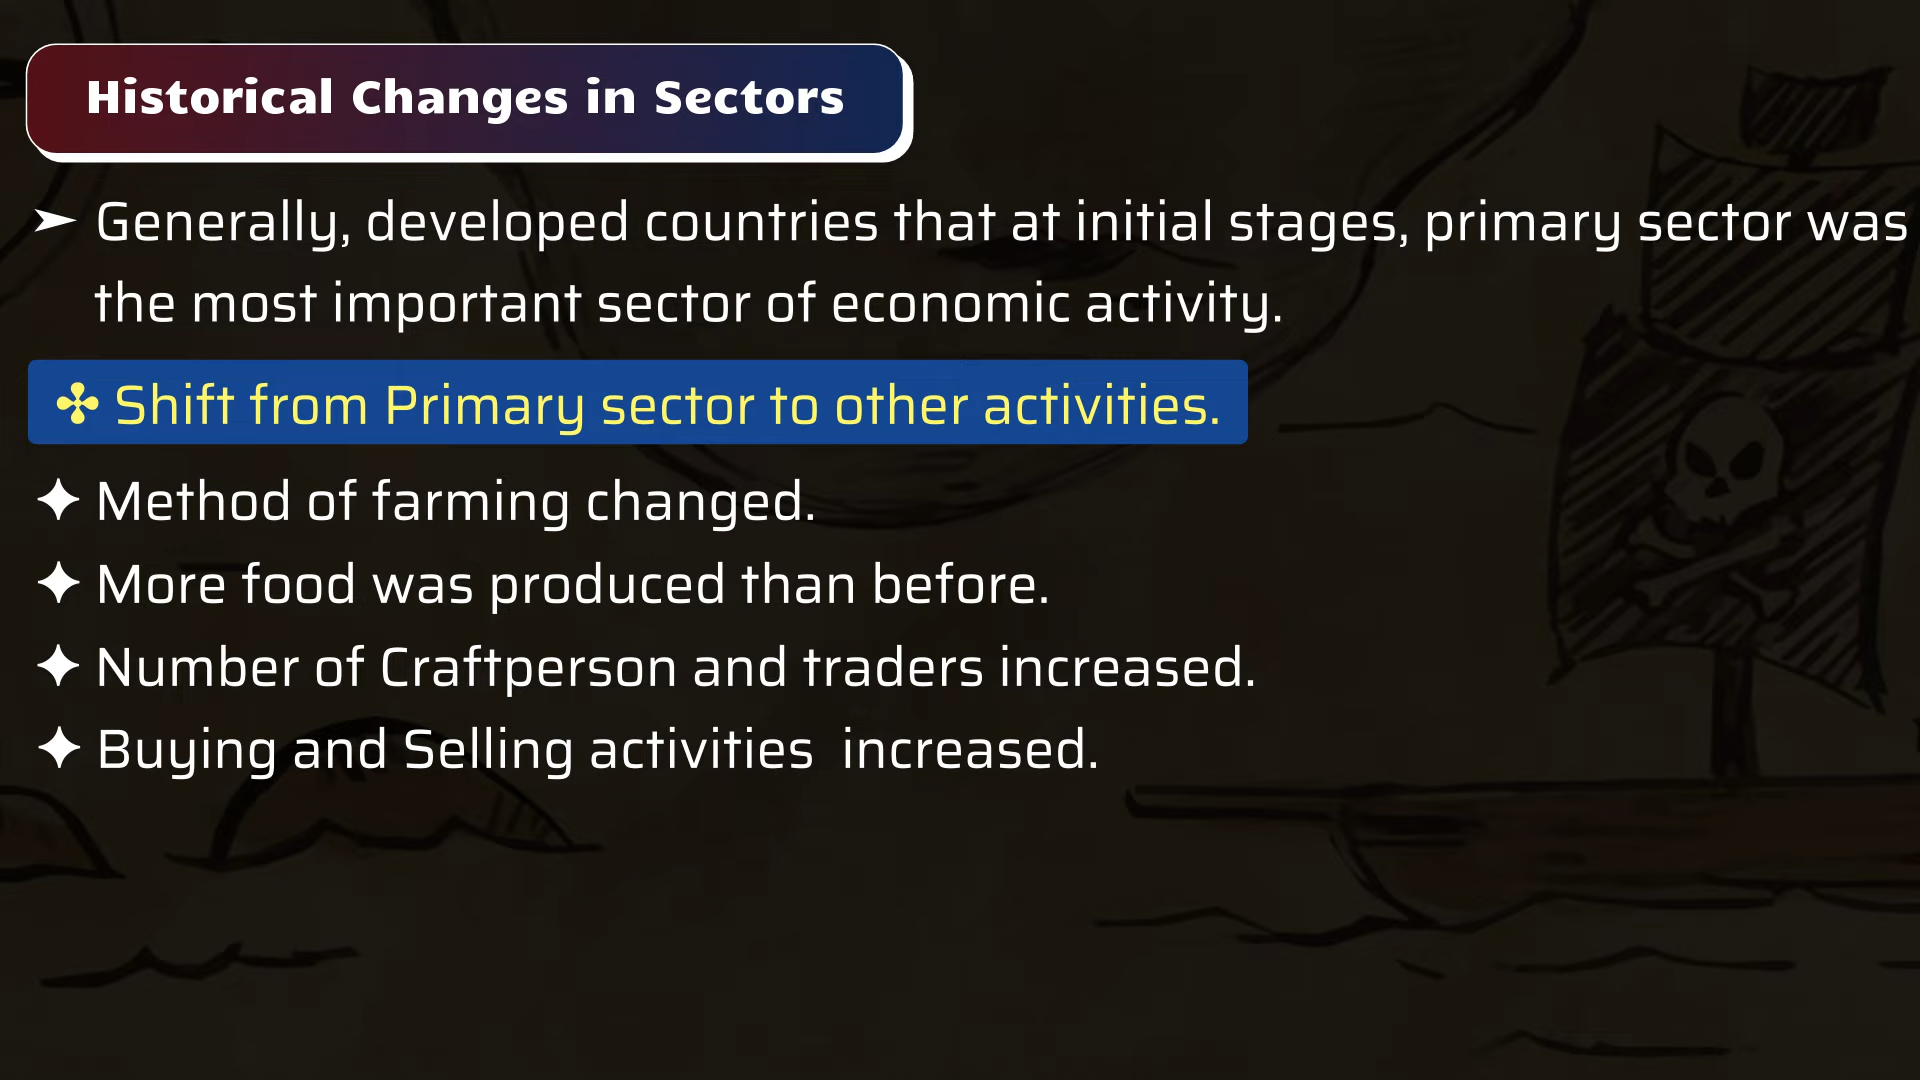 Historical Changes in Sectors
➢ Generally, developed countries that at initial stages, primary sector was
the most important sector of economic activity.
✤ Shift from Primary sector to other activities.
✦ Method of farming changed.
✦ More food was produced than before.
✦ Number of Craftperson and traders increased.
✦ Buying and Selling activities  increased.